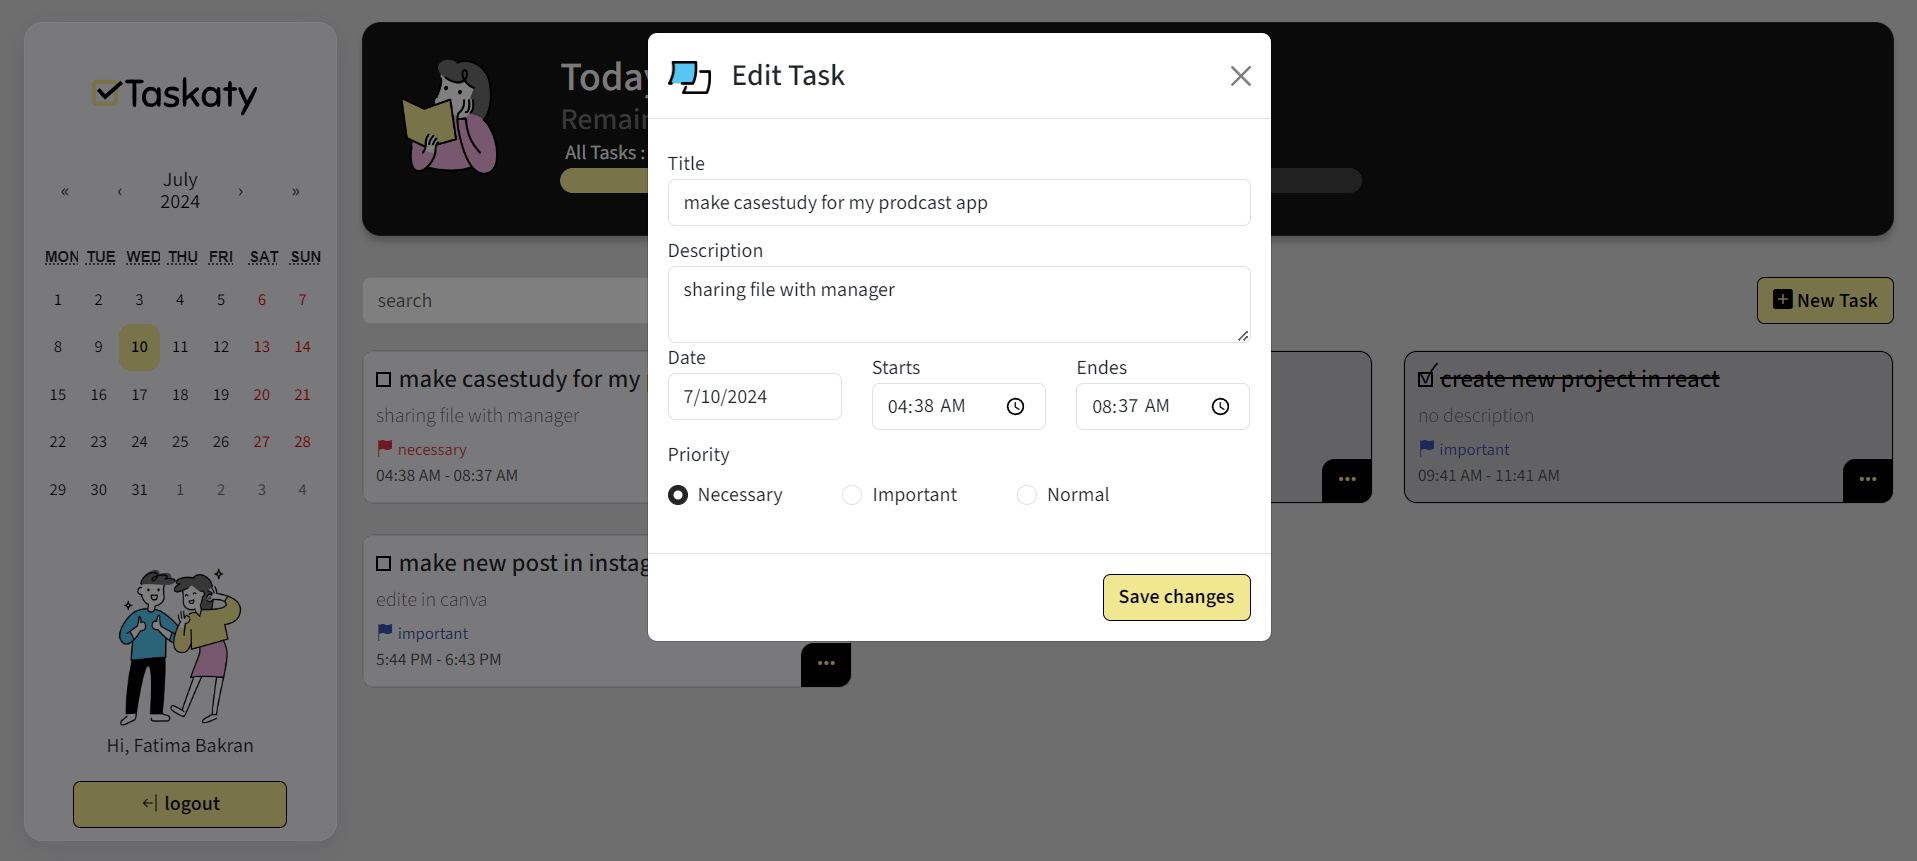 Taskaty
«
‹
July
2024
›
»
MON TUE WED THU FRI SAT SUN
1 2 3 4 5 6 7
8 9 10 11 12 13 14
15 16 17 18 19 20 21
22 23 24 25 26 27 28
29 30 31 1 2 3 4
Hi, Fatima Bakran
logout
All Tasks :
search
New Task
make casestudy for my
sharing file with manager
necessary
04:38 AM - 08:37 AM
create new project in react
no description
important
09:41 AM - 11:41 AM
make new post in
edite in canva
important
5:44 PM - 6:43 PM
Edit Task
Title
make casestudy for my prodcast app
Description
sharing file with manager
Date
7/10/2024
Starts
04:38 AM
Endes
08:37 AM
Priority
Necessary Important Normal
Save changes